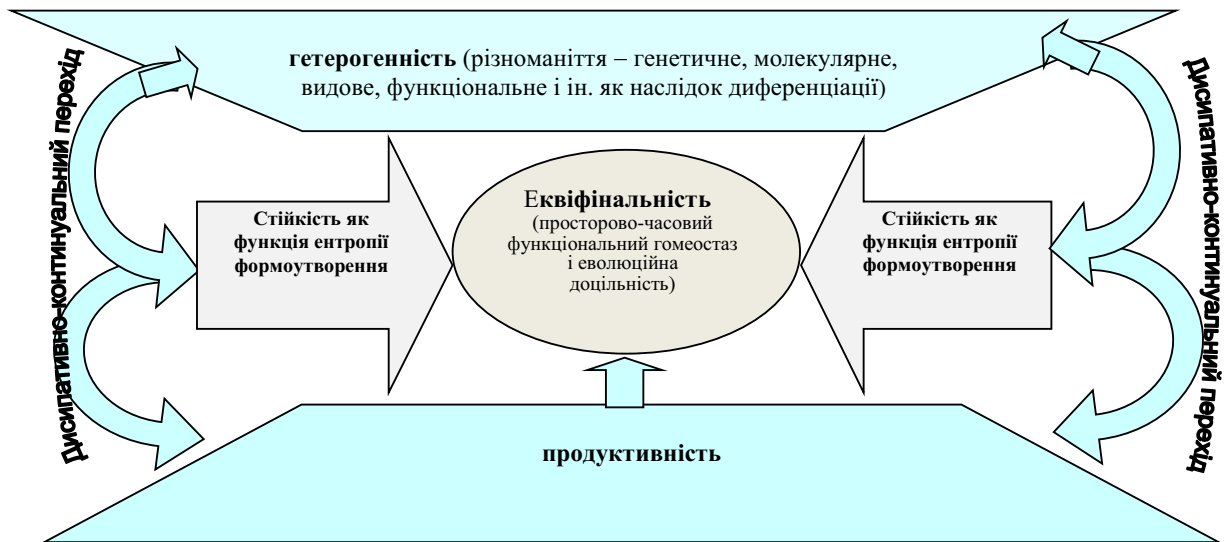 гетерогенність (різноманіття – генетичне, молекулярне,
видове, функціональне і ін. як наслідок диференціації)
Дисипативно-континуальний перехід
Стійкість як
функція ентропії
формоутворення
Еквіфінальність
(просторово-часовий
функціональний гомеостаз
і еволюційна
доцільність)
Стійкість як
функція ентропії
формоутворення
Дисипативно-континуальний перехід
продуктивність